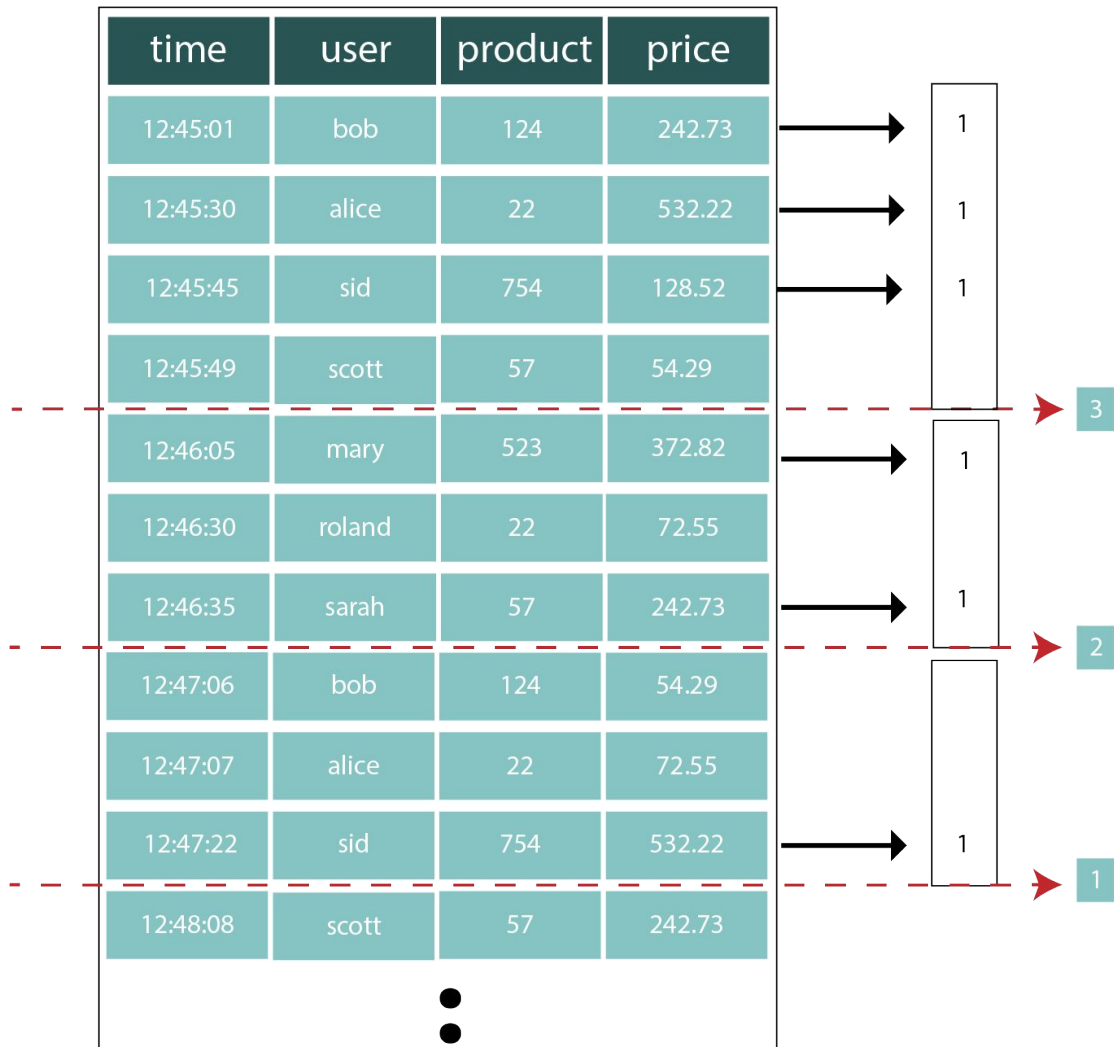 time user product price
12:45:01 bob 124 242.73 1
12:45:30 alice 22 532.22 1
12:45:45 sid 754 128.52 1
12:45:49 scott 57 54.29
3
12:46:05 mary 523 372.82 1
12:46:30 roland 22 72.55
12:46:35 sarah 57 242.73 1
2
12:47:06 bob 124 54.29
12:47:07 alice 22 72.55
12:47:22 sid 754 532.22 1
1
12:48:08 scott 57 242.73